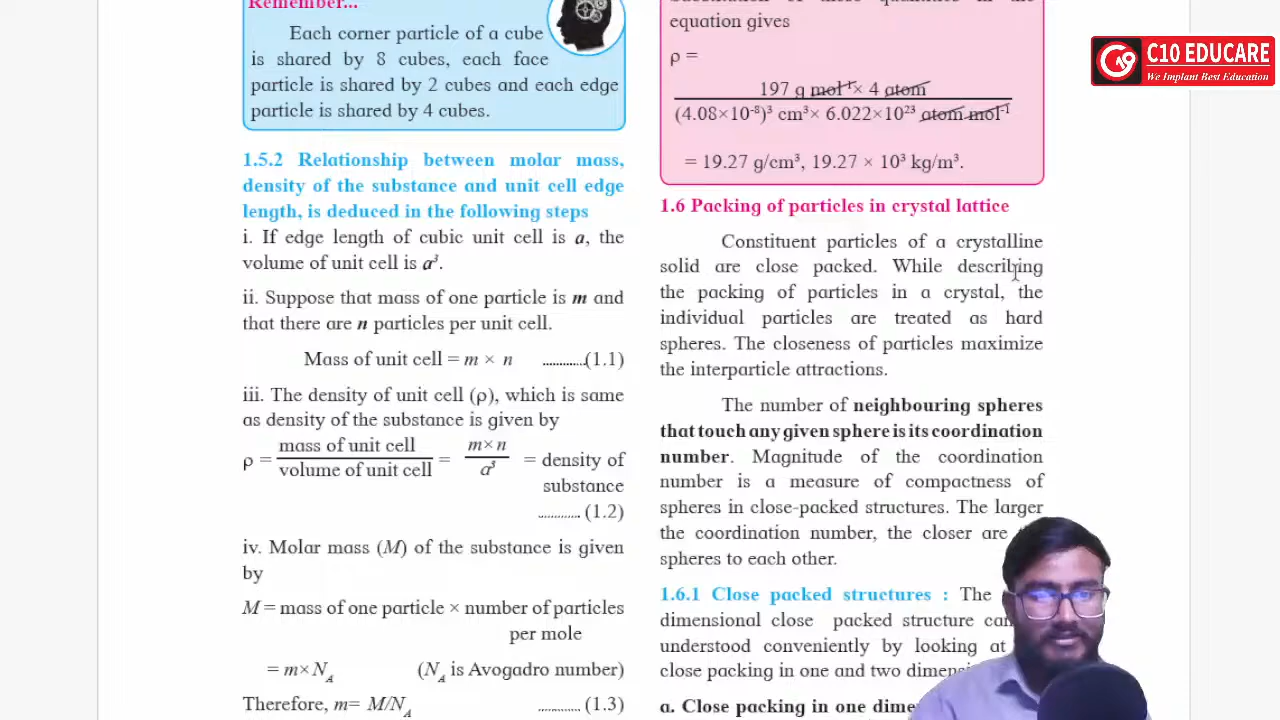 Remember...
Each corner particle of a cube
is shared by 8 cubes, each face
particle is shared by 2 cubes and each edge
particle is shared by 4 cubes.
1.5.2 Relationship between molar mass,
density of the substance and unit cell edge
length, is deduced in the following steps
i. If edge length of cubic unit cell is a, the
volume of unit cell is a³.
ii. Suppose that mass of one particle is m and
that there are n particles per unit cell.
Mass of unit cell = m × n .............(1.1)
iii. The density of unit cell (ρ), which is same
as density of the substance is given by
ρ = mass of unit cell / volume of unit cell = m×n / a³ = density of
substance
............ (1.2)
iv. Molar mass (M) of the substance is given
by
M = mass of one particle × number of particles
per mole
= m×N_A (N_A is Avogadro number)
Therefore, m= M/N_A ............ (1.3)
equation gives
ρ =
197 g mol⁻¹× 4 atom
(4.08×10⁻⁸)³ cm³× 6.022×10²³ atom mol⁻¹
= 19.27 g/cm³, 19.27 × 10³ kg/m³.
1.6 Packing of particles in crystal lattice
Constituent particles of a crystalline
solid are close packed. While describing
the packing of particles in a crystal, the
individual particles are treated as hard
spheres. The closeness of particles maximize
the interparticle attractions.
The number of neighbouring spheres
that touch any given sphere is its coordination
number. Magnitude of the coordination
number is a measure of compactness of
spheres in close-packed structures. The larger
the coordination number, the closer are
spheres to each other.
1.6.1 Close packed structures : The
dimensional close packed structure can
understood conveniently by looking at
close packing in one and two
a. Close packing in one
C10 EDUCARE
We Implant Best Education